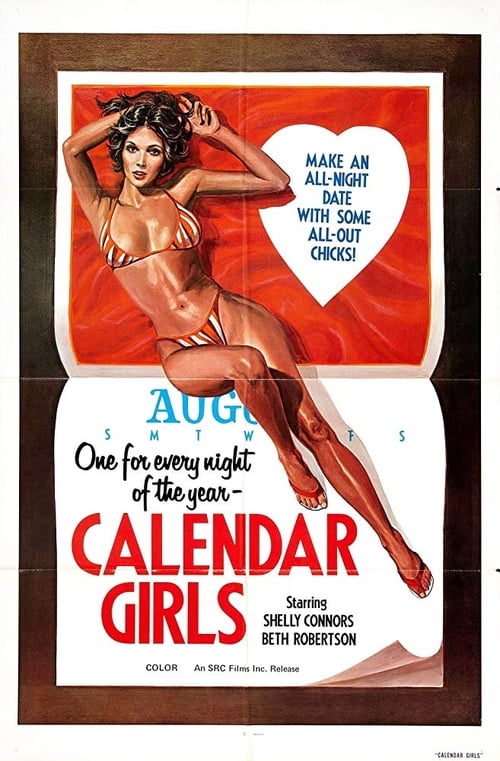 MAKE AN
ALL-NIGHT
DATE
WITH SOME
ALL-OUT
CHICKS!
AUGU
S M T W F S
One for every night
of the year-
CALENDAR
GIRLS
Starring
SHELLY CONNORS
BETH ROBERTSON
COLOR An SRC Films Inc. Release
"CALENDAR GIRLS"